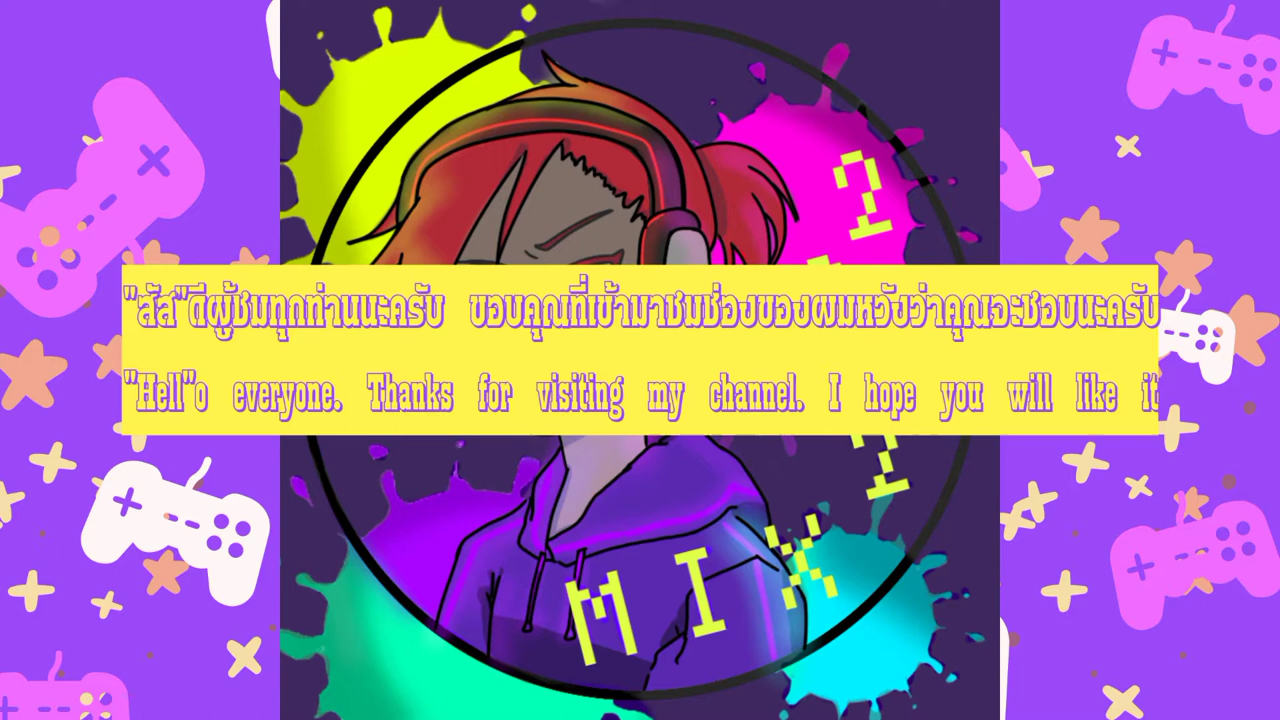 2
"สัส"ดีผู้ชมทุกท่านนะครับ ขอบคุณที่เข้ามาชมช่องของผมหวังว่าคุณจะชอบนะครับ
"Hell"o everyone. Thanks for visiting my channel. I hope you will like it
MIX